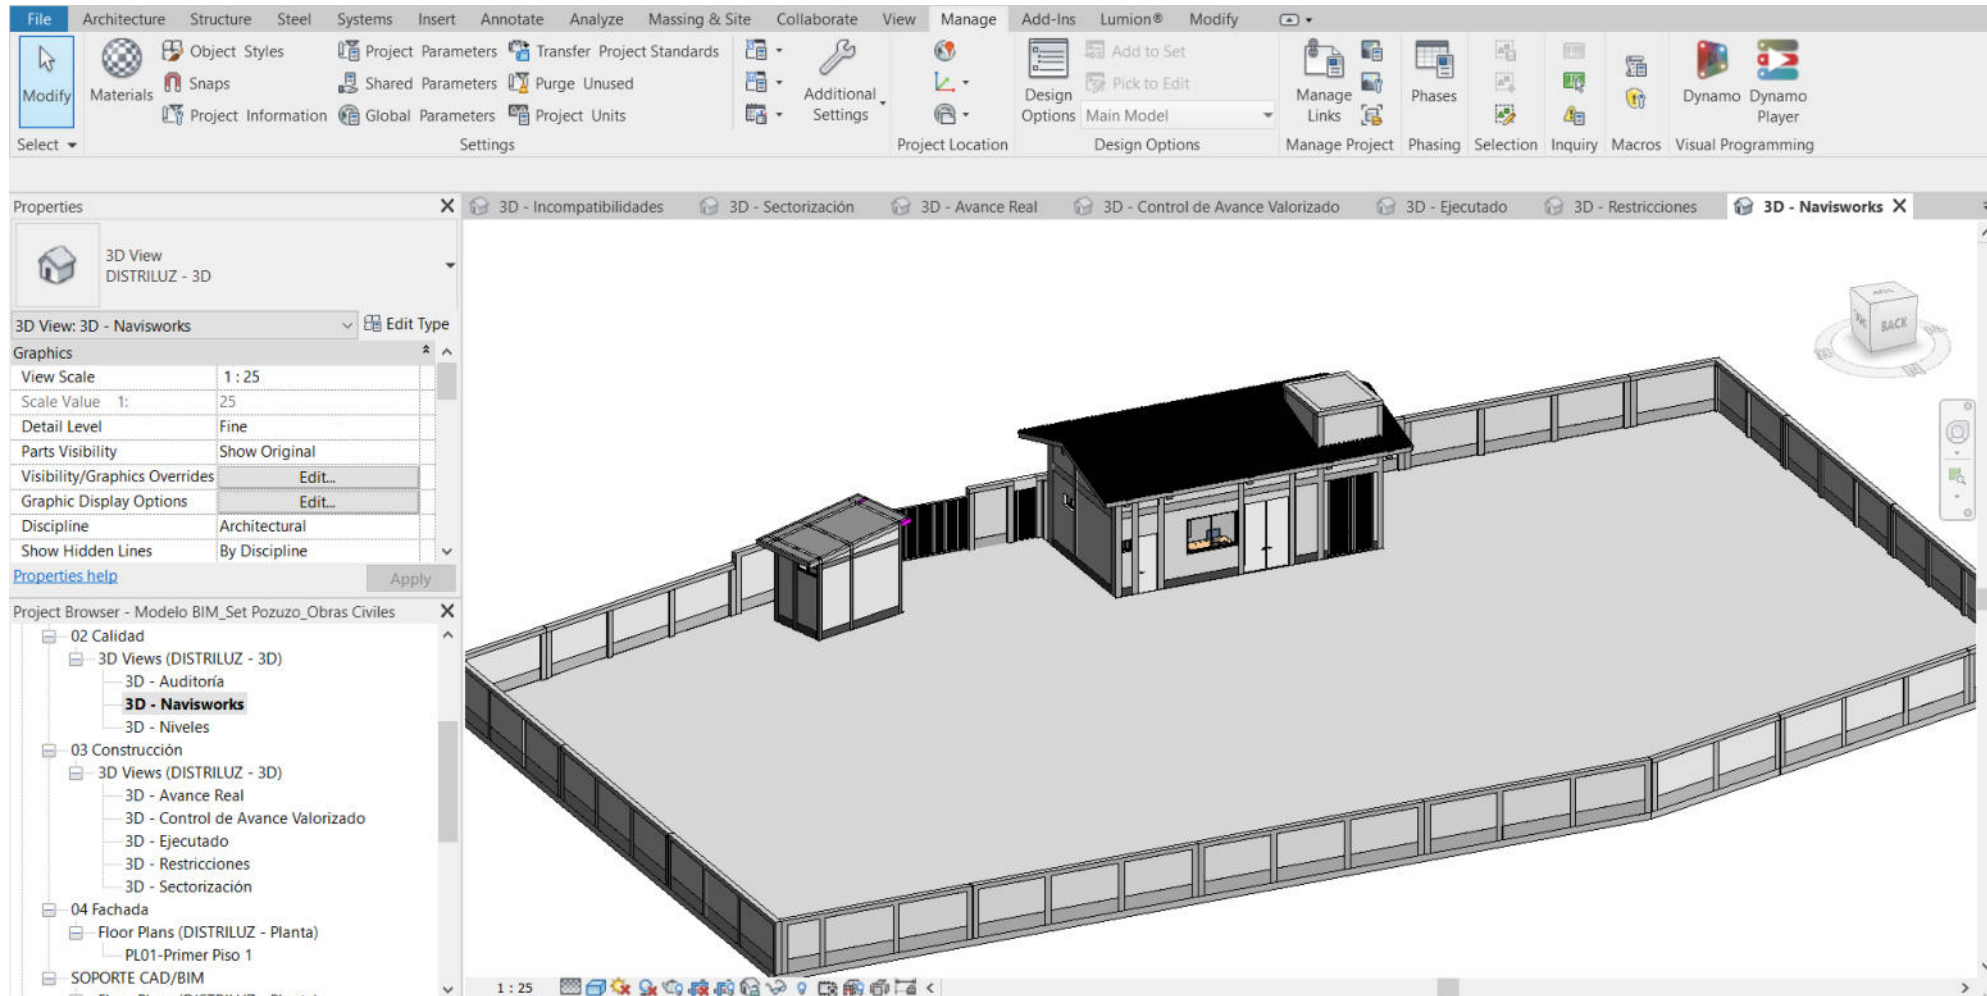 File Architecture Structure Steel Systems Insert Annotate Analyze Massing & Site Collaborate View Manage Add-Ins Lumion® Modify
Modify
Materials
Object Styles
Snaps
Project Information
Project Parameters
Shared Parameters
Global Parameters
Transfer Project Standards
Purge Unused
Project Units
Additional
Settings
Design
Options
Add to Set
Pick to Edit
Main Model
Manage
Links
Phases
Dynamo
Dynamo
Player
Select Settings Project Location Design Options Manage Project Phasing Selection Inquiry Macros Visual Programming
Properties X
3D - Incompatibilidades 3D - Sectorización 3D - Avance Real 3D - Control de Avance Valorizado 3D - Ejecutado 3D - Restricciones 3D - Navisworks X
3D View
DISTRILUZ - 3D
3D View: 3D - Navisworks Edit Type
Graphics
View Scale 1 : 25
Scale Value 1: 25
Detail Level Fine
Parts Visibility Show Original
Visibility/Graphics Overrides Edit...
Graphic Display Options Edit...
Discipline Architectural
Show Hidden Lines By Discipline
Properties help Apply
Project Browser - Modelo BIM_Set Pozuzo_Obras Civiles X
02 Calidad
3D Views (DISTRILUZ - 3D)
3D - Auditoría
3D - Navisworks
3D - Niveles
03 Construcción
3D Views (DISTRILUZ - 3D)
3D - Avance Real
3D - Control de Avance Valorizado
3D - Ejecutado
3D - Restricciones
3D - Sectorización
04 Fachada
Floor Plans (DISTRILUZ - Planta)
PL01-Primer Piso 1
SOPORTE CAD/BIM
BACK
1 : 25